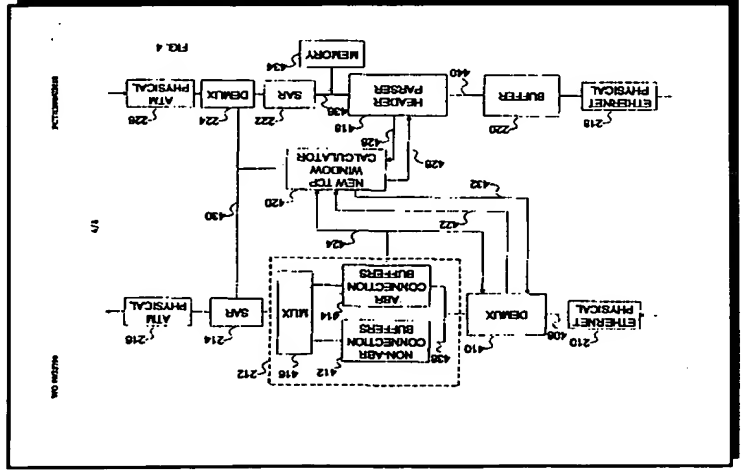 MEMORY
434
FIG. 4
ETHERNET
PHYSICAL
218
BUFFER
220
440
HEADER
PARSER
418
436
SAR
222
DEMUX
224
ATM
PHYSICAL
226
428
NEW TCP
WINDOW
CALCULATOR
420
432
422
424
430
4/4
ETHERNET
PHYSICAL
210
408
DEMUX
410
438
ABR
CONNECTION
BUFFERS
414
NON-ABR
CONNECTION
BUFFERS
412
MUX
416
212
SAR
214
ATM
PHYSICAL
216